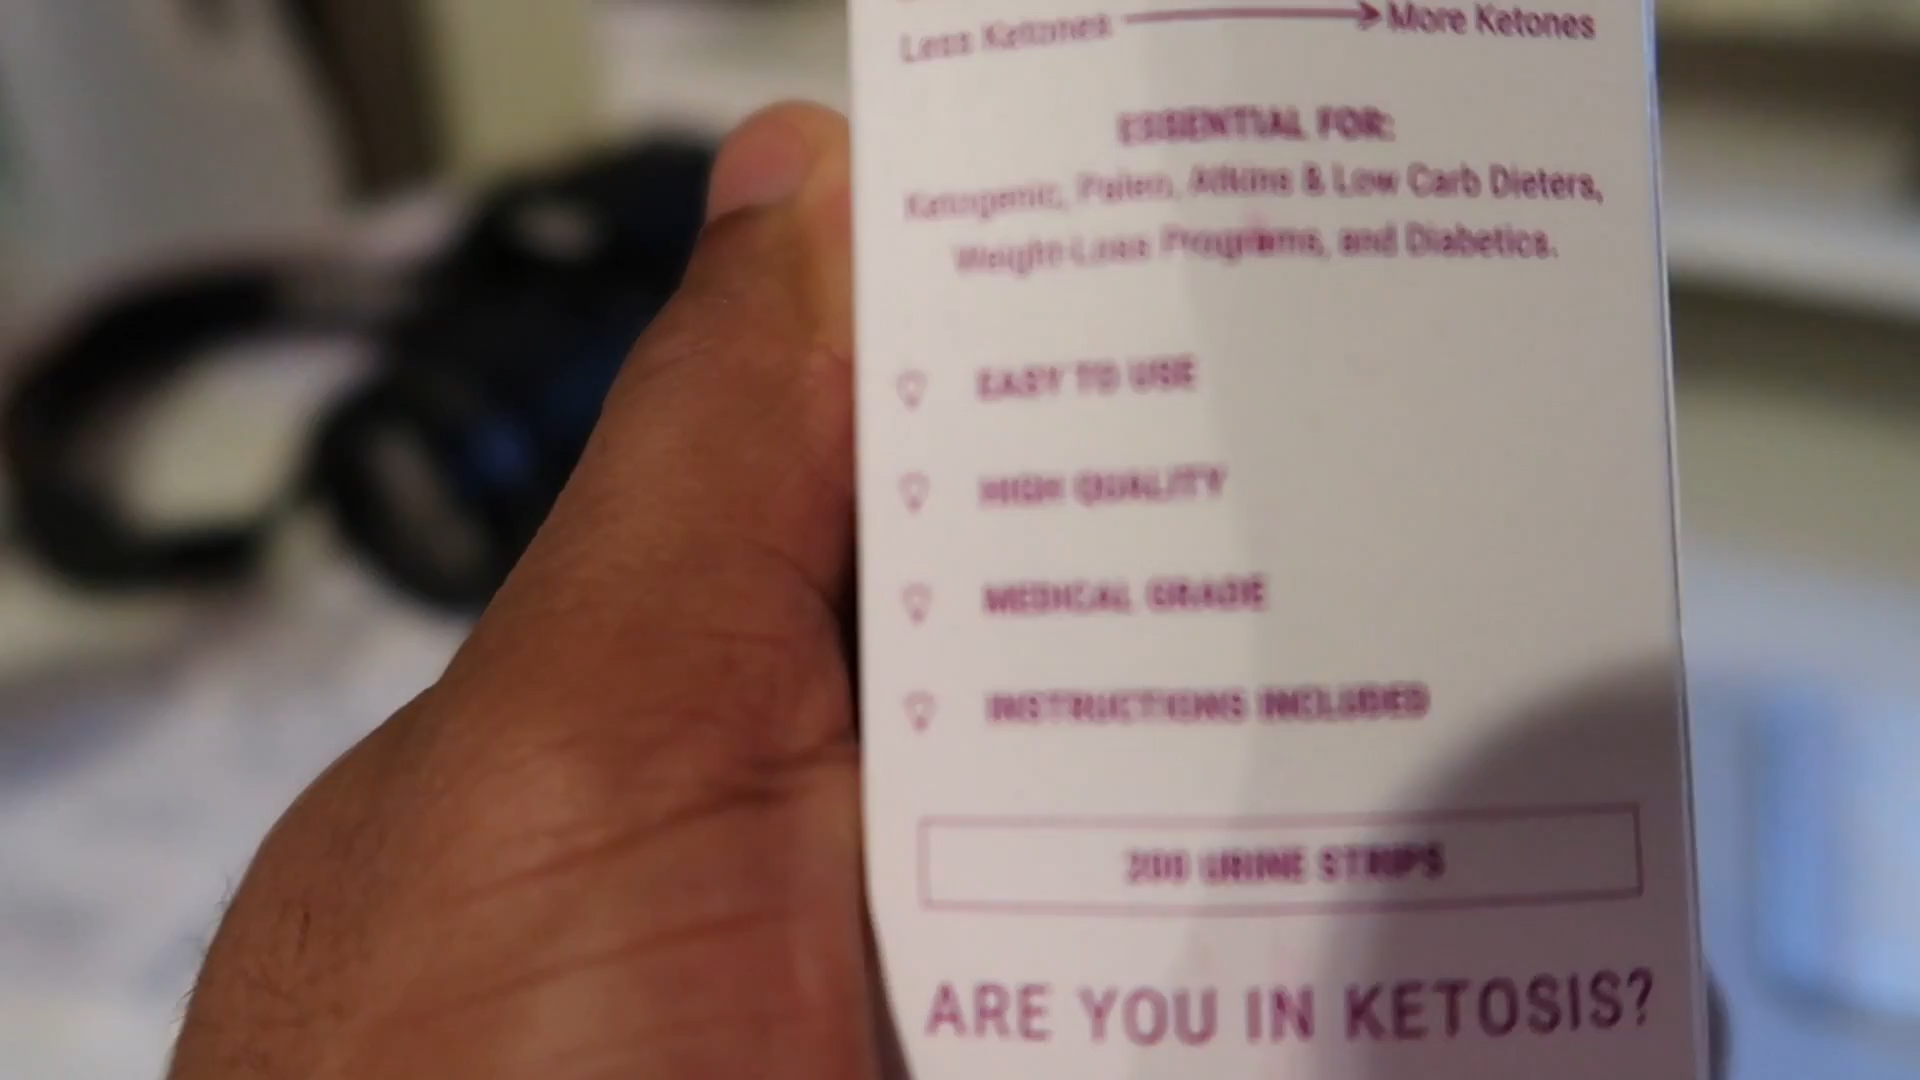 Less Ketones More Ketones
ESSENTIAL FOR:
Ketogenic, Paleo, Atkins & Low Carb Dieters,
Weight-Loss Programs, and Diabetics.
EASY TO USE
HIGH QUALITY
MEDICAL GRADE
INSTRUCTIONS INCLUDED
200 URINE STRIPS
ARE YOU IN KETOSIS?